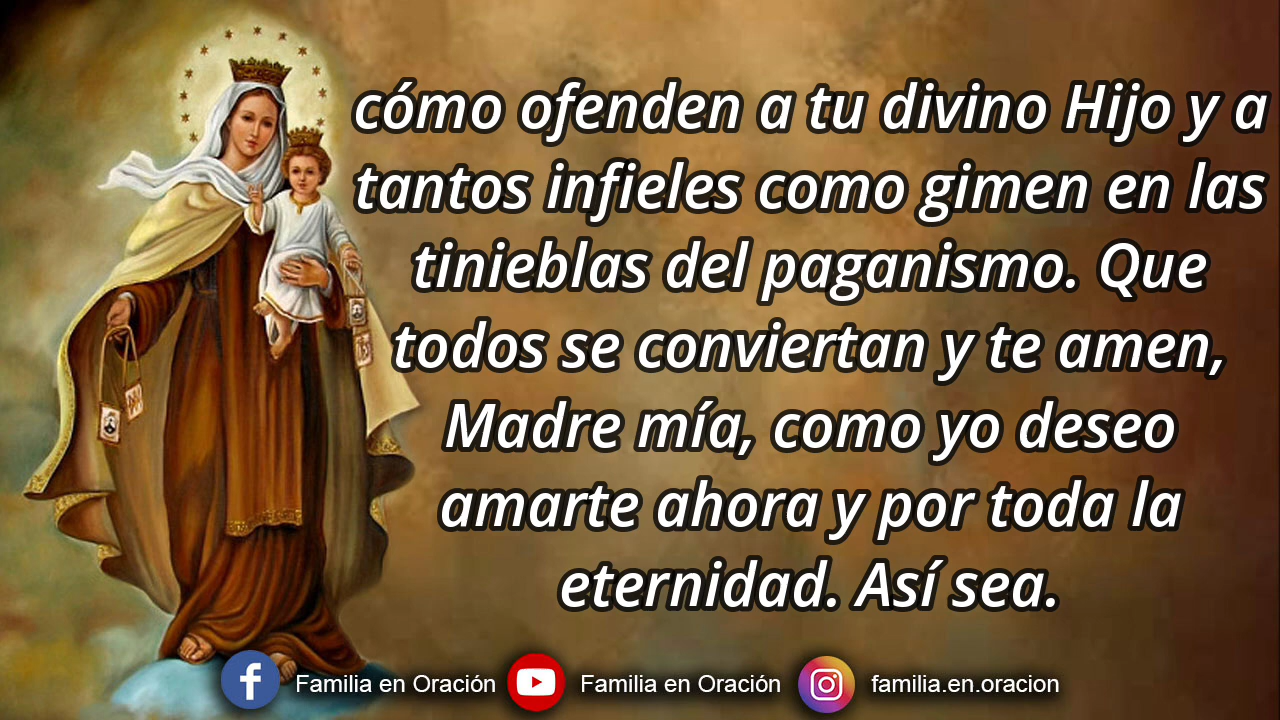 cómo ofenden a tu divino Hijo y a
tantos infieles como gimen en las
tinieblas del paganismo. Que
todos se conviertan y te amen,
Madre mía, como yo deseo
amarte ahora y por toda la
eternidad. Así sea.
Familia en Oración
Familia en Oración
familia.en.oracion